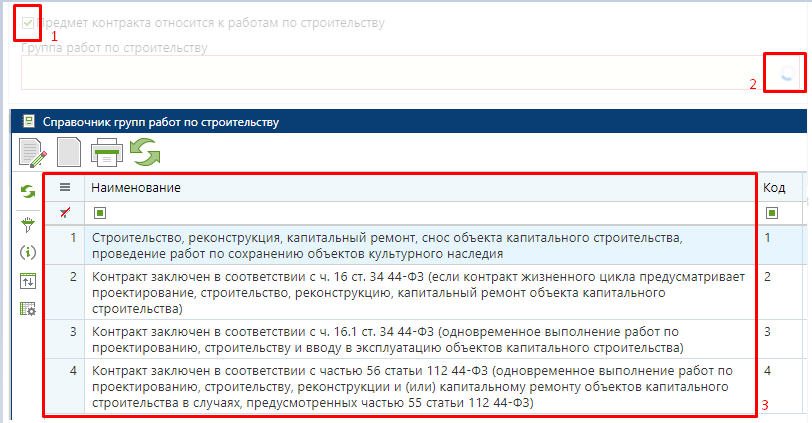 Предмет контракта относится к работам по строительству
1
Группа работ по строительству
2
Справочник групп работ по строительству
Наименование Код
1 Строительство, реконструкция, капитальный ремонт, снос объекта капитального строительства, 1
проведение работ по сохранению объектов культурного наследия
2 Контракт заключен в соответствии с ч. 16 ст. 34 44-ФЗ (если контракт жизненного цикла предусматривает 2
проектирование, строительство, реконструкцию, капитальный ремонт объекта капитального
строительства)
3 Контракт заключен в соответствии с ч. 16.1 ст. 34 44-ФЗ (одновременное выполнение работ по 3
проектированию, строительству и вводу в эксплуатацию объектов капитального строительства)
4 Контракт заключен в соответствии с частью 56 статьи 112 44-ФЗ (одновременное выполнение работ по 4
проектированию, строительству, реконструкции и (или) капитальному ремонту объектов капитального
строительства в случаях, предусмотренных частью 55 статьи 112 44-ФЗ) 3